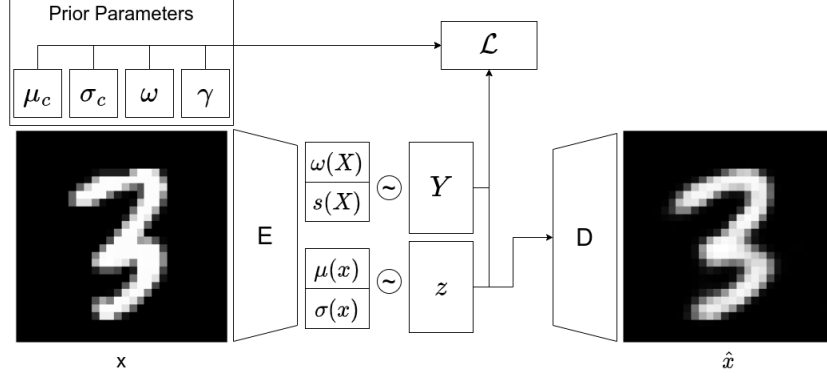 Prior Parameters
μ_c σ_c ω γ
ℒ
E
ω(X)
s(X)
~
Y
μ(x)
σ(x)
~
z
D
x
x̂